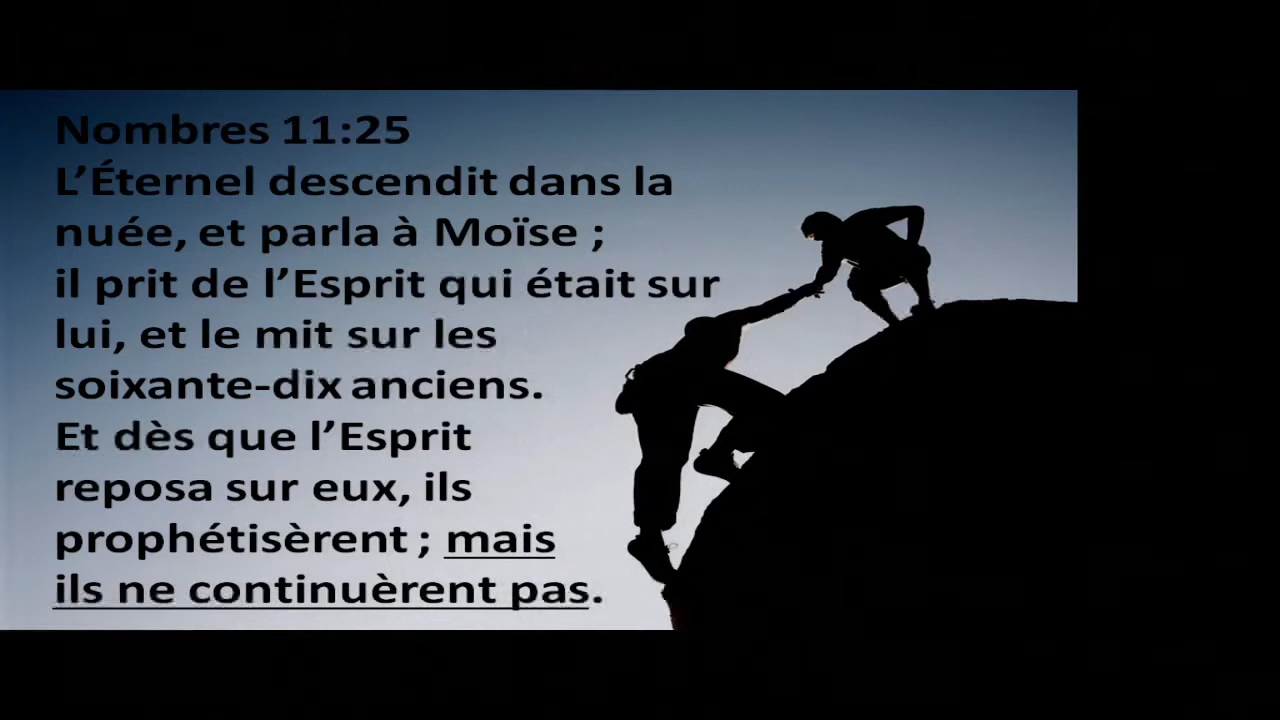 Nombres 11:25
L’Éternel descendit dans la
nuée, et parla à Moïse ;
il prit de l’Esprit qui était sur
lui, et le mit sur les
soixante-dix anciens.
Et dès que l’Esprit
reposa sur eux, ils
prophétisèrent ; mais
ils ne continuèrent pas.